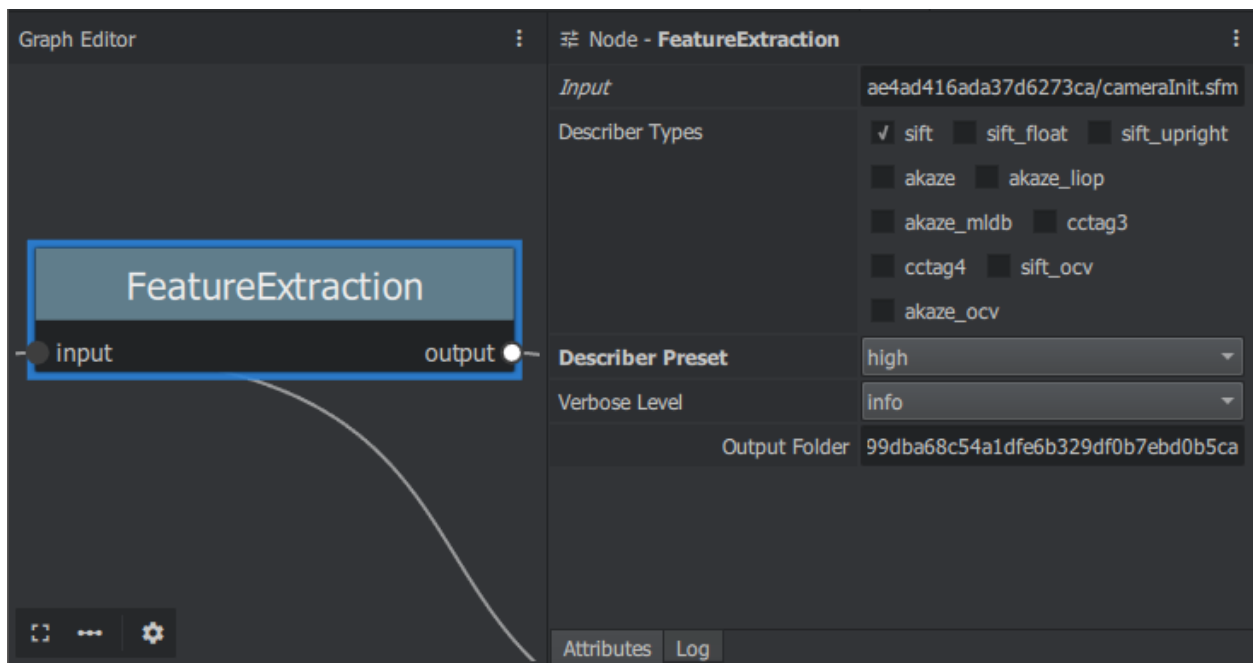 Graph Editor
FeatureExtraction
input output
Node - FeatureExtraction
Input ae4ad416ada37d6273ca/cameraInit.sfm
Describer Types sift sift_float sift_upright
akaze akaze_liop
akaze_mldb cctag3
cctag4 sift_ocv
akaze_ocv
Describer Preset high
Verbose Level info
Output Folder 99dba68c54a1dfe6b329df0b7ebd0b5ca
Attributes Log